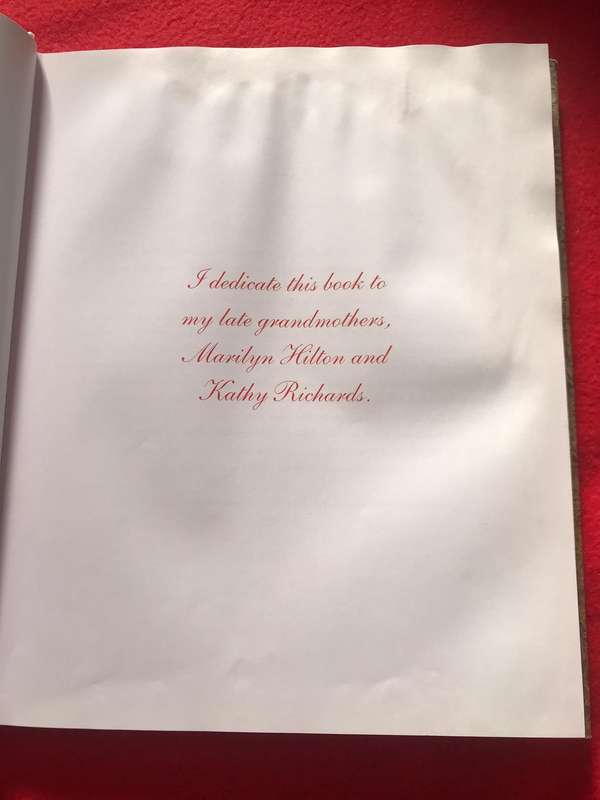 I dedicate this book to
my late grandmothers,
Marilyn Hilton and
Kathy Richards.